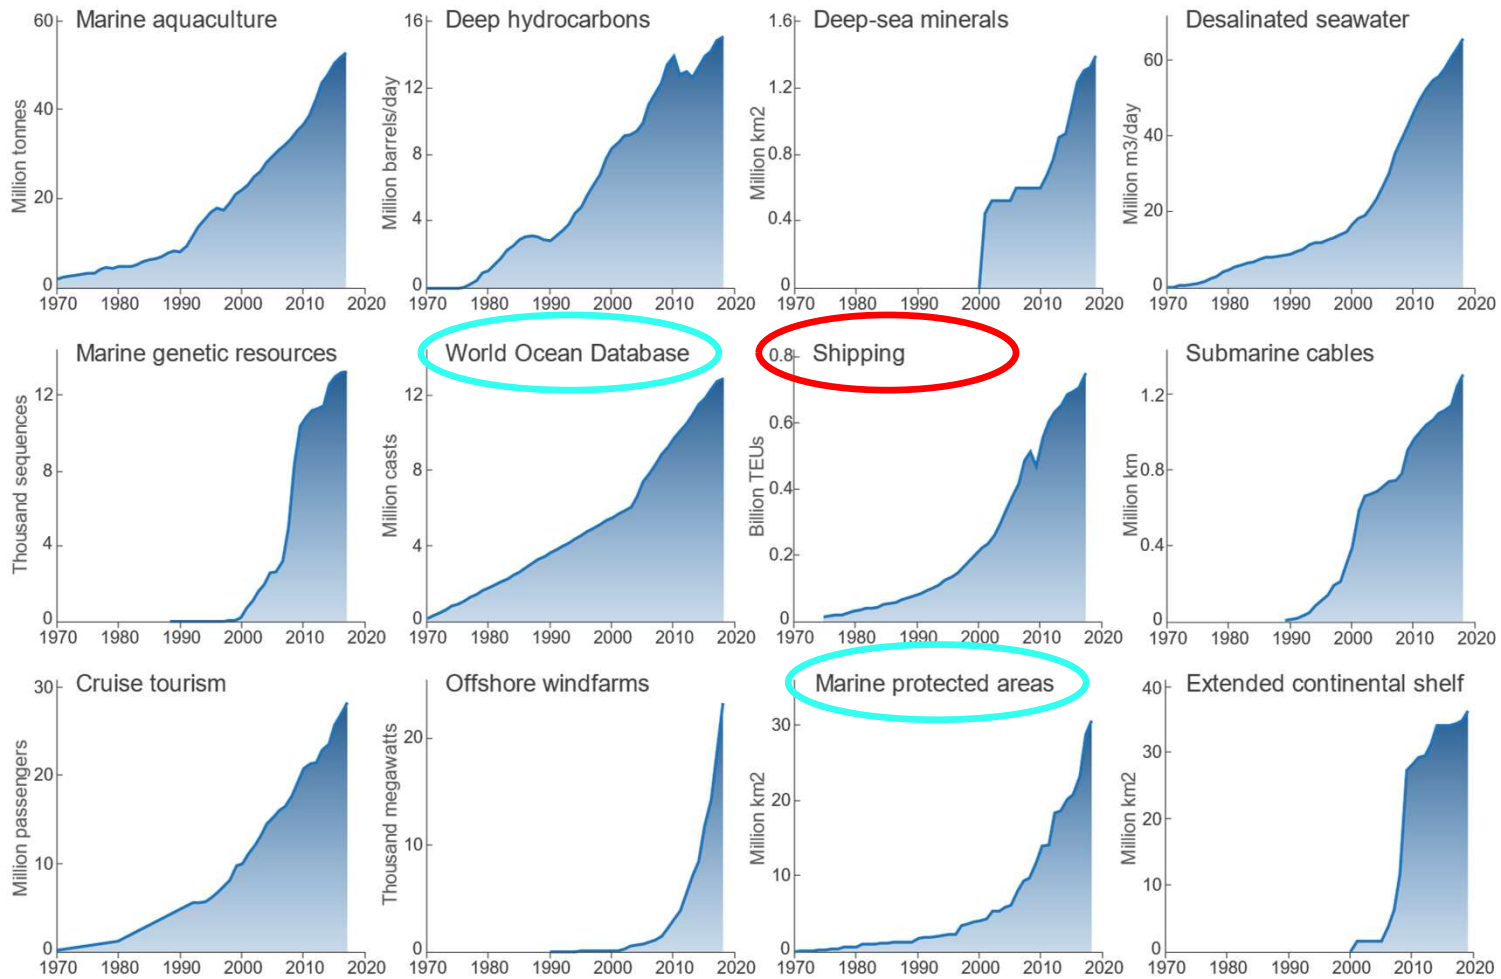 Marine aquaculture
60
40
20
0
Million tonnes
1970 1980 1990 2000 2010 2020
Deep hydrocarbons
16
12
8
4
0
Million barrels/day
1970 1980 1990 2000 2010 2020
Deep-sea minerals
1.6
1.2
0.8
0.4
0
Million km2
1970 1980 1990 2000 2010 2020
Desalinated seawater
60
40
20
0
Million m3/day
1970 1980 1990 2000 2010 2020
Marine genetic resources
12
8
4
0
Thousand sequences
1970 1980 1990 2000 2010 2020
World Ocean Database
12
8
4
0
Million casts
1970 1980 1990 2000 2010 2020
Shipping
0.8
0.6
0.4
0.2
0
Billion TEUs
1970 1980 1990 2000 2010 2020
Submarine cables
1.2
0.8
0.4
0
Million km
1970 1980 1990 2000 2010 2020
Cruise tourism
30
20
10
0
Million passengers
1970 1980 1990 2000 2010 2020
Offshore windfarms
20
10
0
Thousand megawatts
1970 1980 1990 2000 2010 2020
Marine protected areas
30
20
10
0
Million km2
1970 1980 1990 2000 2010 2020
Extended continental shelf
40
30
20
10
0
Million km2
1970 1980 1990 2000 2010 2020